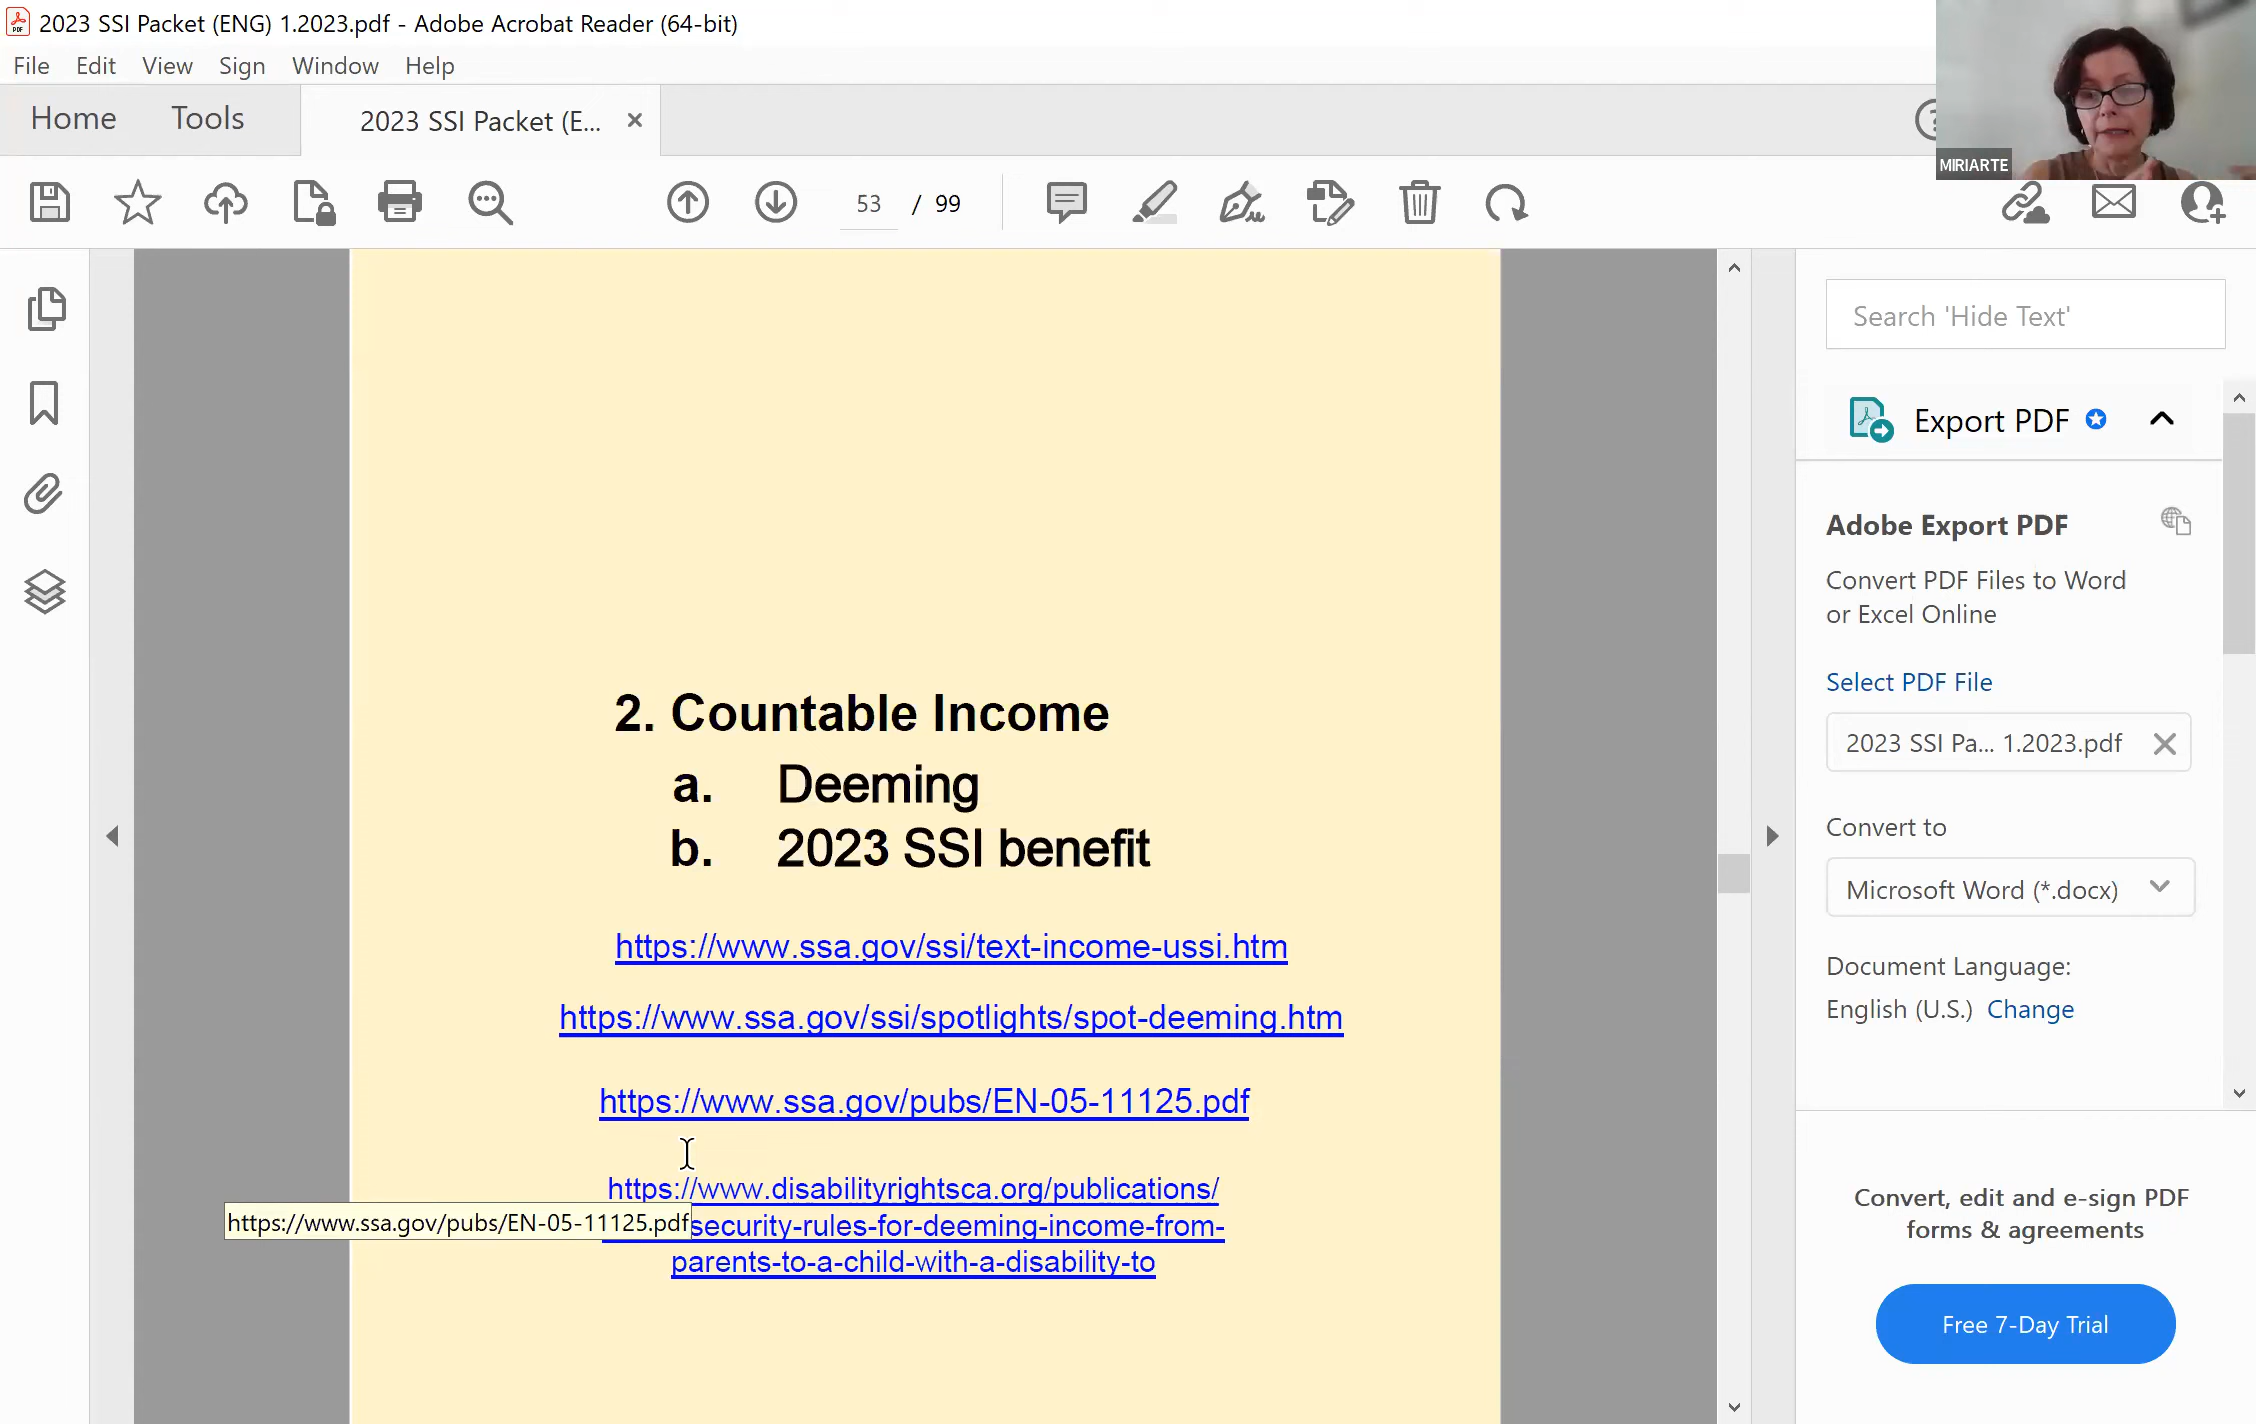 2023 SSI Packet (ENG) 1.2023.pdf - Adobe Acrobat Reader (64-bit)
File Edit View Sign Window Help
Home Tools 2023 SSI Packet (E... ×
MIRIARTE
53 / 99
Search 'Hide Text'
Export PDF
Adobe Export PDF
Convert PDF Files to Word
or Excel Online
Select PDF File
2023 SSI Pa... 1.2023.pdf
Convert to
Microsoft Word (*.docx)
Document Language:
English (U.S.) Change
Convert, edit and e-sign PDF
forms & agreements
Free 7-Day Trial
2. Countable Income
a. Deeming
b. 2023 SSI benefit
https://www.ssa.gov/ssi/text-income-ussi.htm
https://www.ssa.gov/ssi/spotlights/spot-deeming.htm
https://www.ssa.gov/pubs/EN-05-11125.pdf
https://www.disabilityrightsca.org/publications/
https://www.ssa.gov/pubs/EN-05-11125.pdf
security-rules-for-deeming-income-from-
parents-to-a-child-with-a-disability-to